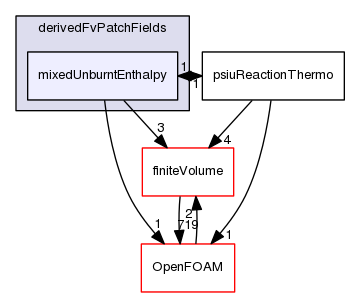 derivedFvPatchFields
mixedUnburntEnthalpy
1
1
psiuReactionThermo
3
4
finiteVolume
1
2
719
1
OpenFOAM